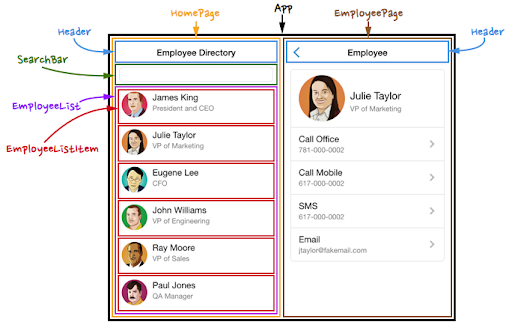 App
HomePage
EmployeePage
Header
Header
SearchBar
EmployeeList
EmployeeListItem
Employee Directory
James King
President and CEO
Julie Taylor
VP of Marketing
Eugene Lee
CFO
John Williams
VP of Engineering
Ray Moore
VP of Sales
Paul Jones
QA Manager
Employee
Julie Taylor
VP of Marketing
Call Office
781-000-0002
Call Mobile
617-000-0002
SMS
617-000-0002
Email
jtaylor@fakemail.com